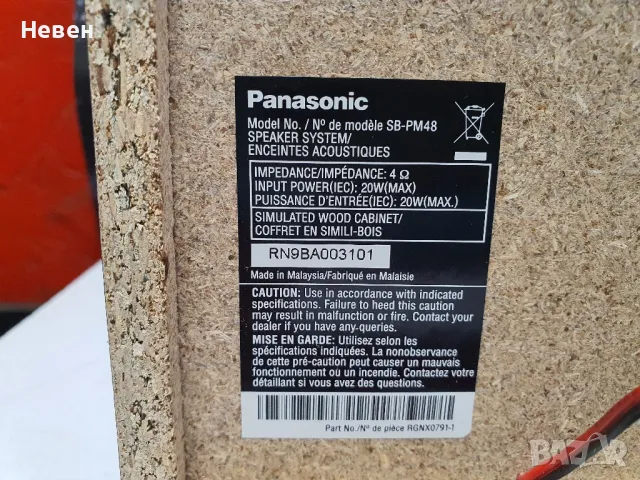 Невен
Panasonic
Model No. / Nº de modèle SB-PM48
SPEAKER SYSTEM/
ENCEINTES ACOUSTIQUES
IMPEDANCE/IMPÉDANCE: 4 Ω
INPUT POWER(IEC): 20W(MAX)
PUISSANCE D'ENTRÉE(IEC): 20W(MAX.)
SIMULATED WOOD CABINET/
COFFRET EN SIMILI-BOIS
RN9BA003101
Made in Malaysia/Fabriqué en Malaisie
CAUTION: Use in accordance with indicated
specifications. Failure to heed this caution may
result in malfunction or fire. Contact your
dealer if you have any queries.
MISE EN GARDE: Utilisez selon les
spécifications indiquées. La nonobservance
de cette pré-caution peut causer un mauvais
fonctionnement ou un incendie. Contactez votre
détaillant si vous avez des questions.
Part No./Nº de pièce RGNX0791-1
BAZAR